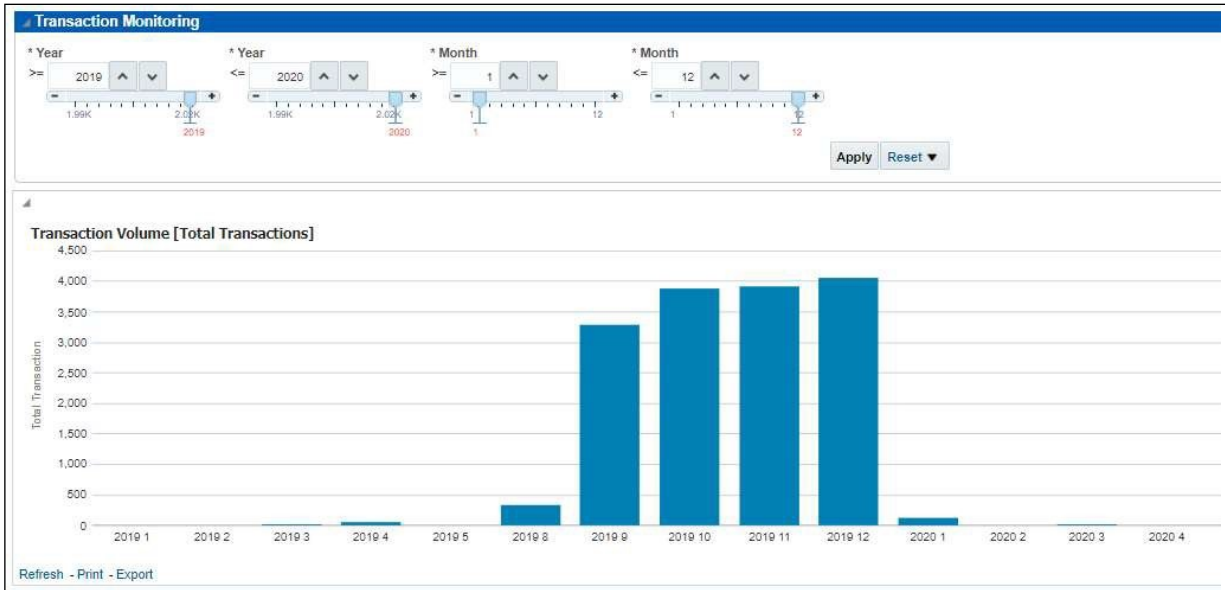 Transaction Monitoring
* Year * Year * Month * Month
>= 2019 <= 2020 >= 1 <= 12
- + - + - + - +
1.99K 2.02K 1.99K 2.02K 1 12 1 12
2019 2020 1 12
Apply Reset ▼
Transaction Volume [Total Transactions]
4,500
4,000
3,500
3,000
2,500
2,000
1,500
1,000
500
0
Total Transaction
2019 1 2019 2 2019 3 2019 4 2019 5 2019 8 2019 9 2019 10 2019 11 2019 12 2020 1 2020 2 2020 3 2020 4
Refresh - Print - Export